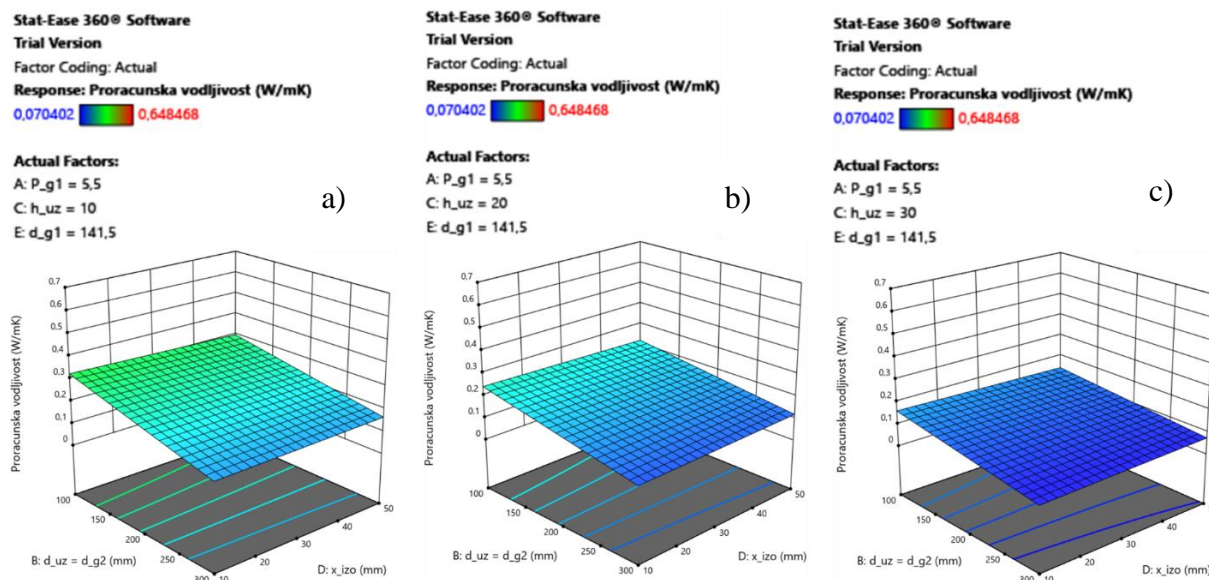 Stat-Ease 360® Software
Trial Version
Factor Coding: Actual
Response: Proracunska vodljivost (W/mK)
0,070402 0,648468
Actual Factors:
A: P_g1 = 5,5
C: h_uz = 10
E: d_g1 = 141,5
a)
0,7
0,6
0,5
0,4
0,3
0,2
0,1
0
Proracunska vodljivost (W/mK)
100
150
200
250
300
10
20
30
40
50
B: d_uz = d_g2 (mm)
D: x_izo (mm)
Stat-Ease 360® Software
Trial Version
Factor Coding: Actual
Response: Proracunska vodljivost (W/mK)
0,070402 0,648468
Actual Factors:
A: P_g1 = 5,5
C: h_uz = 20
E: d_g1 = 141,5
b)
0,7
0,6
0,5
0,4
0,3
0,2
0,1
0
Proracunska vodljivost (W/mK)
100
150
200
250
300
10
20
30
40
50
B: d_uz = d_g2 (mm)
D: x_izo (mm)
Stat-Ease 360® Software
Trial Version
Factor Coding: Actual
Response: Proracunska vodljivost (W/mK)
0,070402 0,648468
Actual Factors:
A: P_g1 = 5,5
C: h_uz = 30
E: d_g1 = 141,5
c)
0,7
0,6
0,5
0,4
0,3
0,2
0,1
0
Proracunska vodljivost (W/mK)
100
150
200
250
300
10
20
30
40
B: d_uz = d_g2 (mm)
D: x_izo (mm)